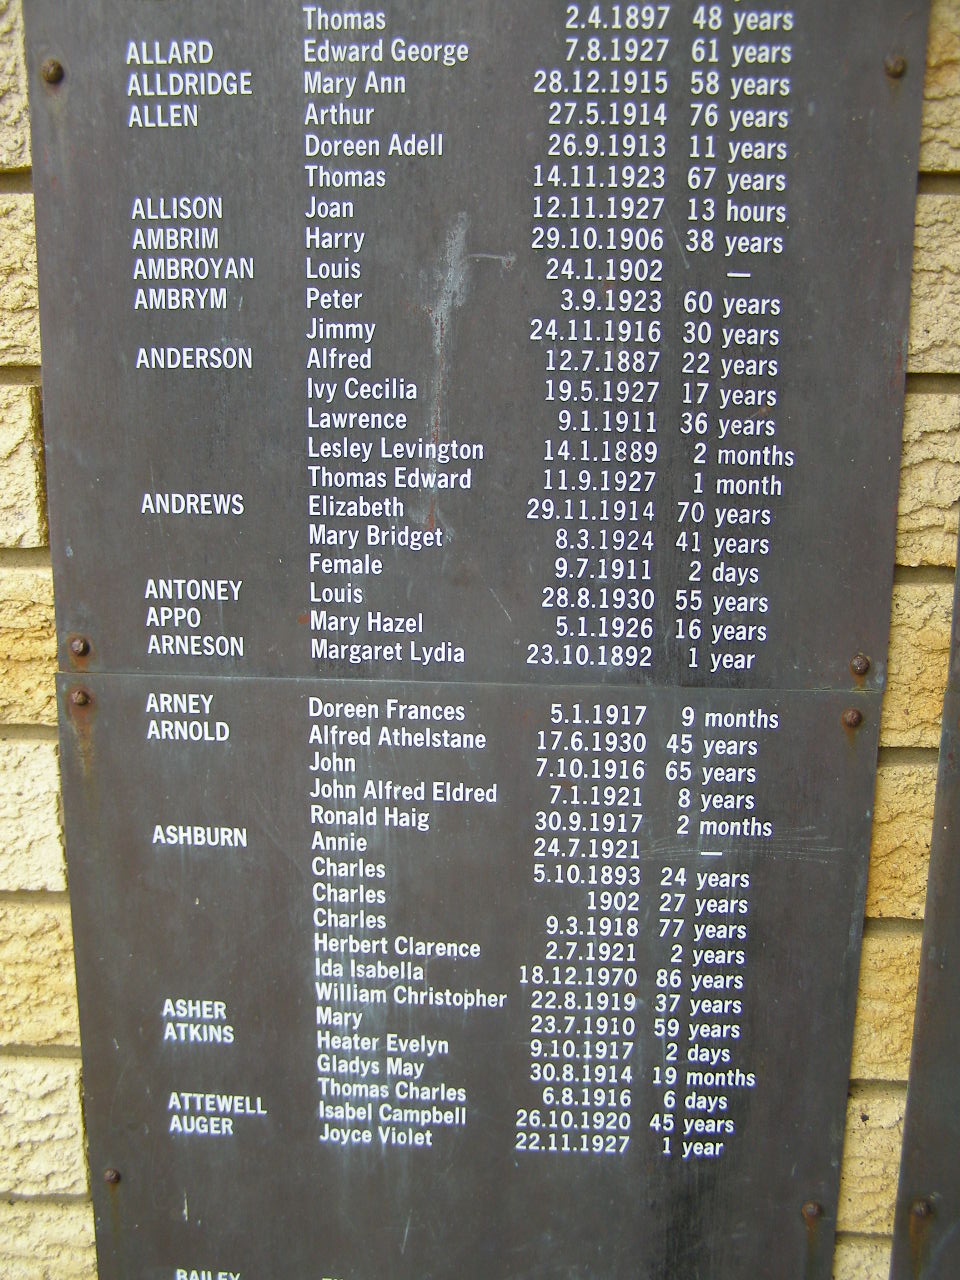 Thomas 2.4.1897 48 years
ALLARD Edward George 7.8.1927 61 years
ALLDRIDGE Mary Ann 28.12.1915 58 years
ALLEN Arthur 27.5.1914 76 years
Doreen Adell 26.9.1913 11 years
Thomas 14.11.1923 67 years
ALLISON Joan 12.11.1927 13 hours
AMBRIM Harry 29.10.1906 38 years
AMBROYAN Louis 24.1.1902 —
AMBRYM Peter 3.9.1923 60 years
Jimmy 24.11.1916 30 years
ANDERSON Alfred 12.7.1887 22 years
Ivy Cecilia 19.5.1927 17 years
Lawrence 9.1.1911 36 years
Lesley Levington 14.1.1889 2 months
Thomas Edward 11.9.1927 1 month
ANDREWS Elizabeth 29.11.1914 70 years
Mary Bridget 8.3.1924 41 years
Female 9.7.1911 2 days
ANTONEY Louis 28.8.1930 55 years
APPO Mary Hazel 5.1.1926 16 years
ARNESON Margaret Lydia 23.10.1892 1 year
ARNEY Doreen Frances 5.1.1917 9 months
ARNOLD Alfred Athelstane 17.6.1930 45 years
John 7.10.1916 65 years
John Alfred Eldred 7.1.1921 8 years
Ronald Haig 30.9.1917 2 months
ASHBURN Annie 24.7.1921 —
Charles 5.10.1893 24 years
Charles 1902 27 years
Charles 9.3.1918 77 years
Herbert Clarence 2.7.1921 2 years
Ida Isabella 18.12.1970 86 years
William Christopher 22.8.1919 37 years
ASHER Mary 23.7.1910 59 years
ATKINS Heater Evelyn 9.10.1917 2 days
Gladys May 30.8.1914 19 months
Thomas Charles 6.8.1916 6 days
ATTEWELL Isabel Campbell 26.10.1920 45 years
AUGER Joyce Violet 22.11.1927 1 year
BAILEY